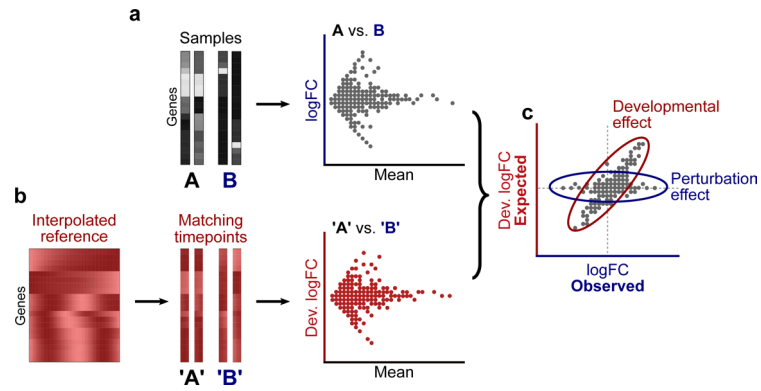 a
Samples
Genes
A
B
A vs. B
logFC
Mean
b
Interpolated
reference
Genes
Matching
timepoints
'A'
'B'
'A' vs. 'B'
Dev. logFC
Mean
c
Developmental
effect
Perturbation
effect
Dev. logFC
Expected
logFC
Observed